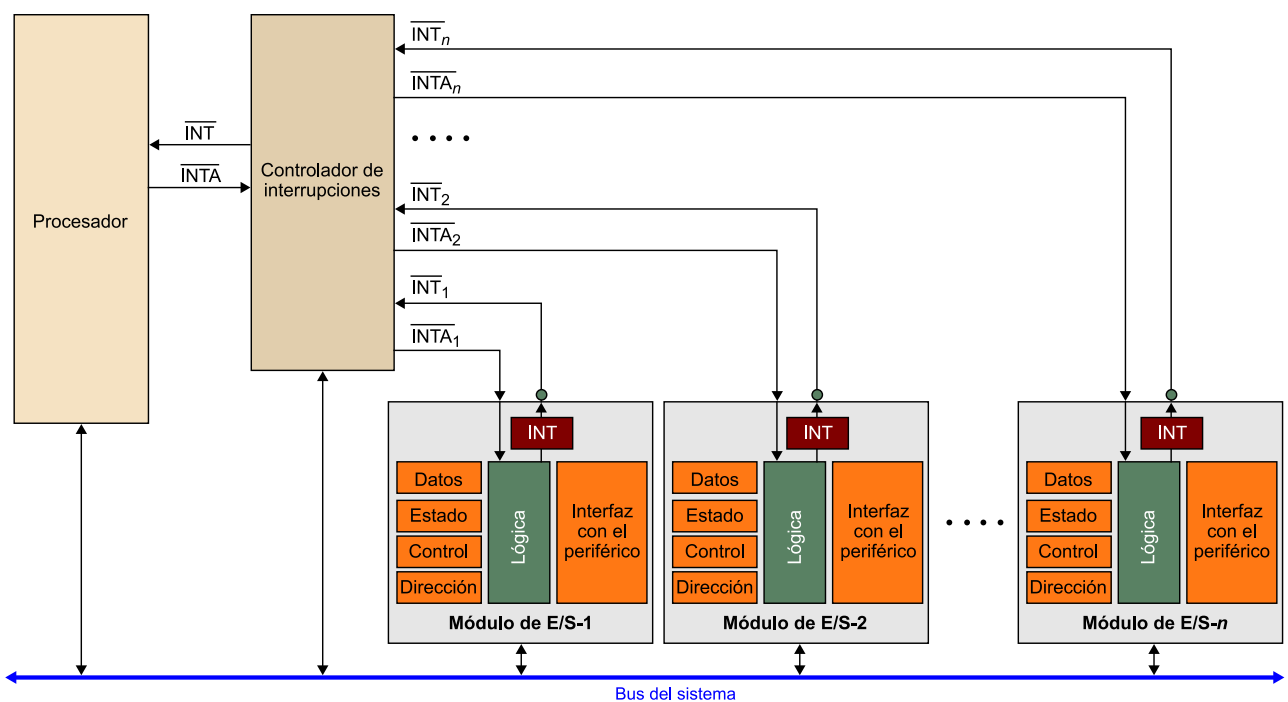 Procesador
INT
INTA
Controlador de
interrupciones
INTn
INTAn
. . . .
INT2
INTA2
INT1
INTA1
INT
Datos
Estado
Control
Dirección
Lógica
Interfaz
con el
periférico
Módulo de E/S-1
INT
Datos
Estado
Control
Dirección
Lógica
Interfaz
con el
periférico
Módulo de E/S-2
. . . .
INT
Datos
Estado
Control
Dirección
Lógica
Interfaz
con el
periférico
Módulo de E/S-n
Bus del sistema